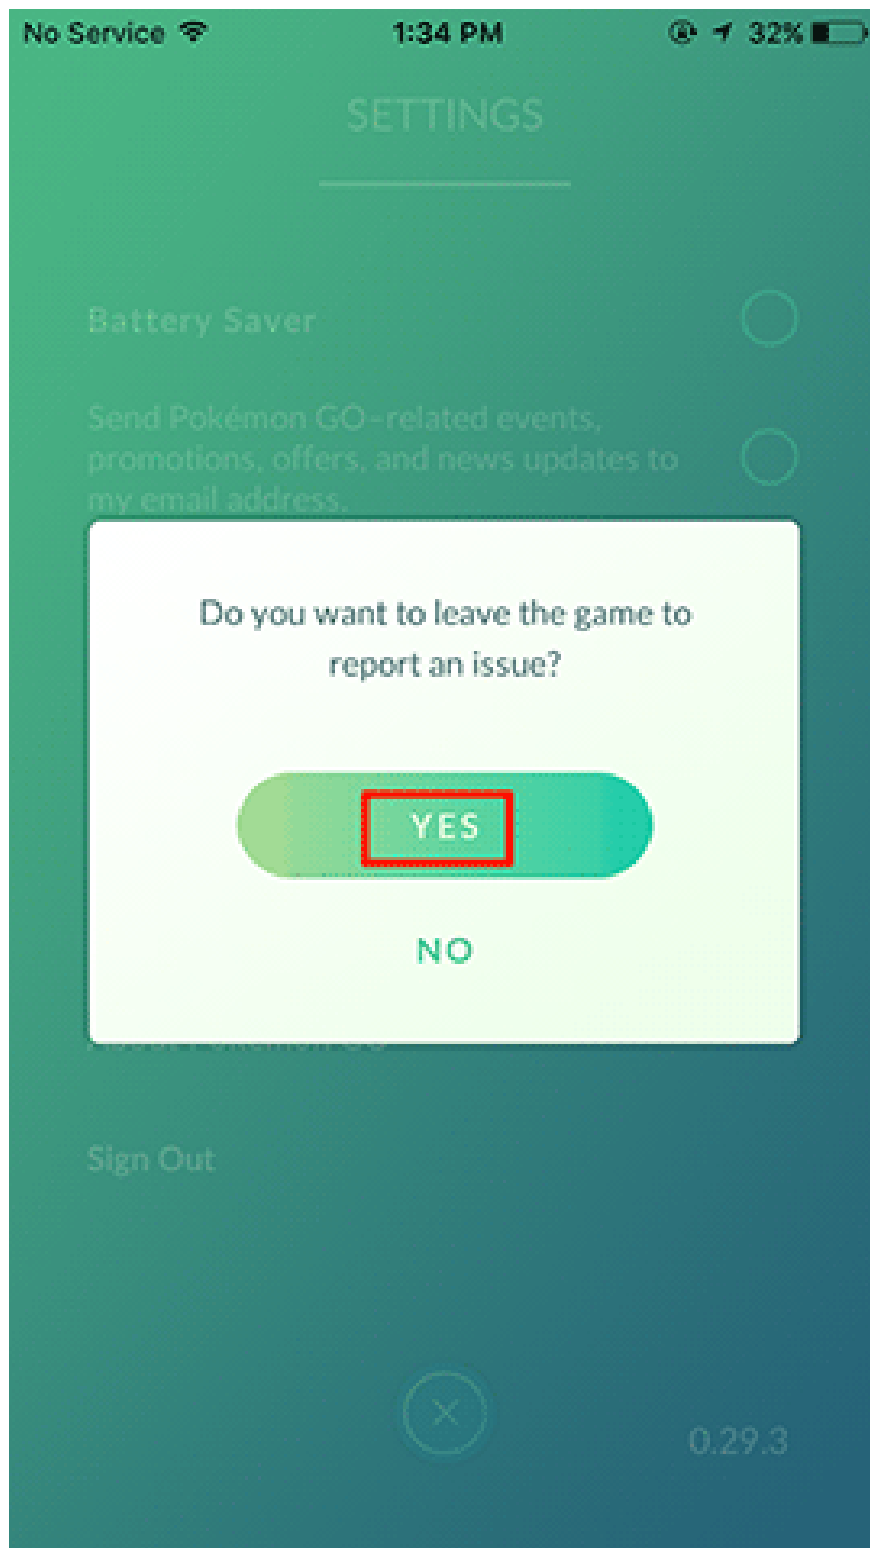 No Service 1:34 PM 32%
SETTINGS
Battery Saver
Send Pokémon GO-related events,
promotions, offers, and news updates to
my email address.
Do you want to leave the game to
report an issue?
YES
NO
Sign Out
0.29.3